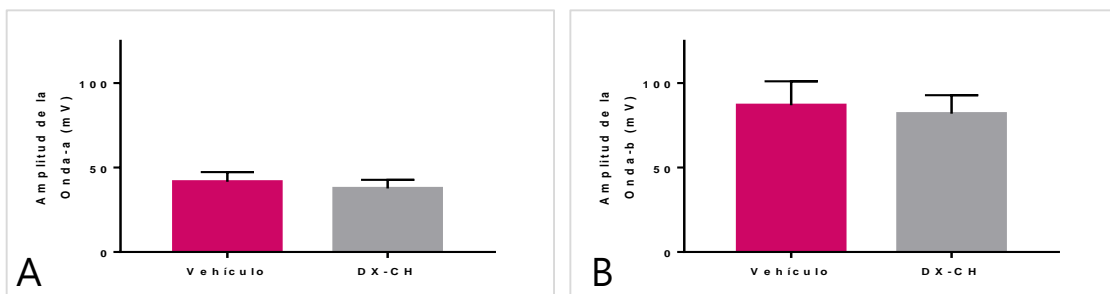 Amplitud de la
Onda-a (mV)
100
50
0
Vehículo
DX-CH
A
Amplitud de la
Onda-b (mV)
100
50
0
Vehículo
DX-CH
B